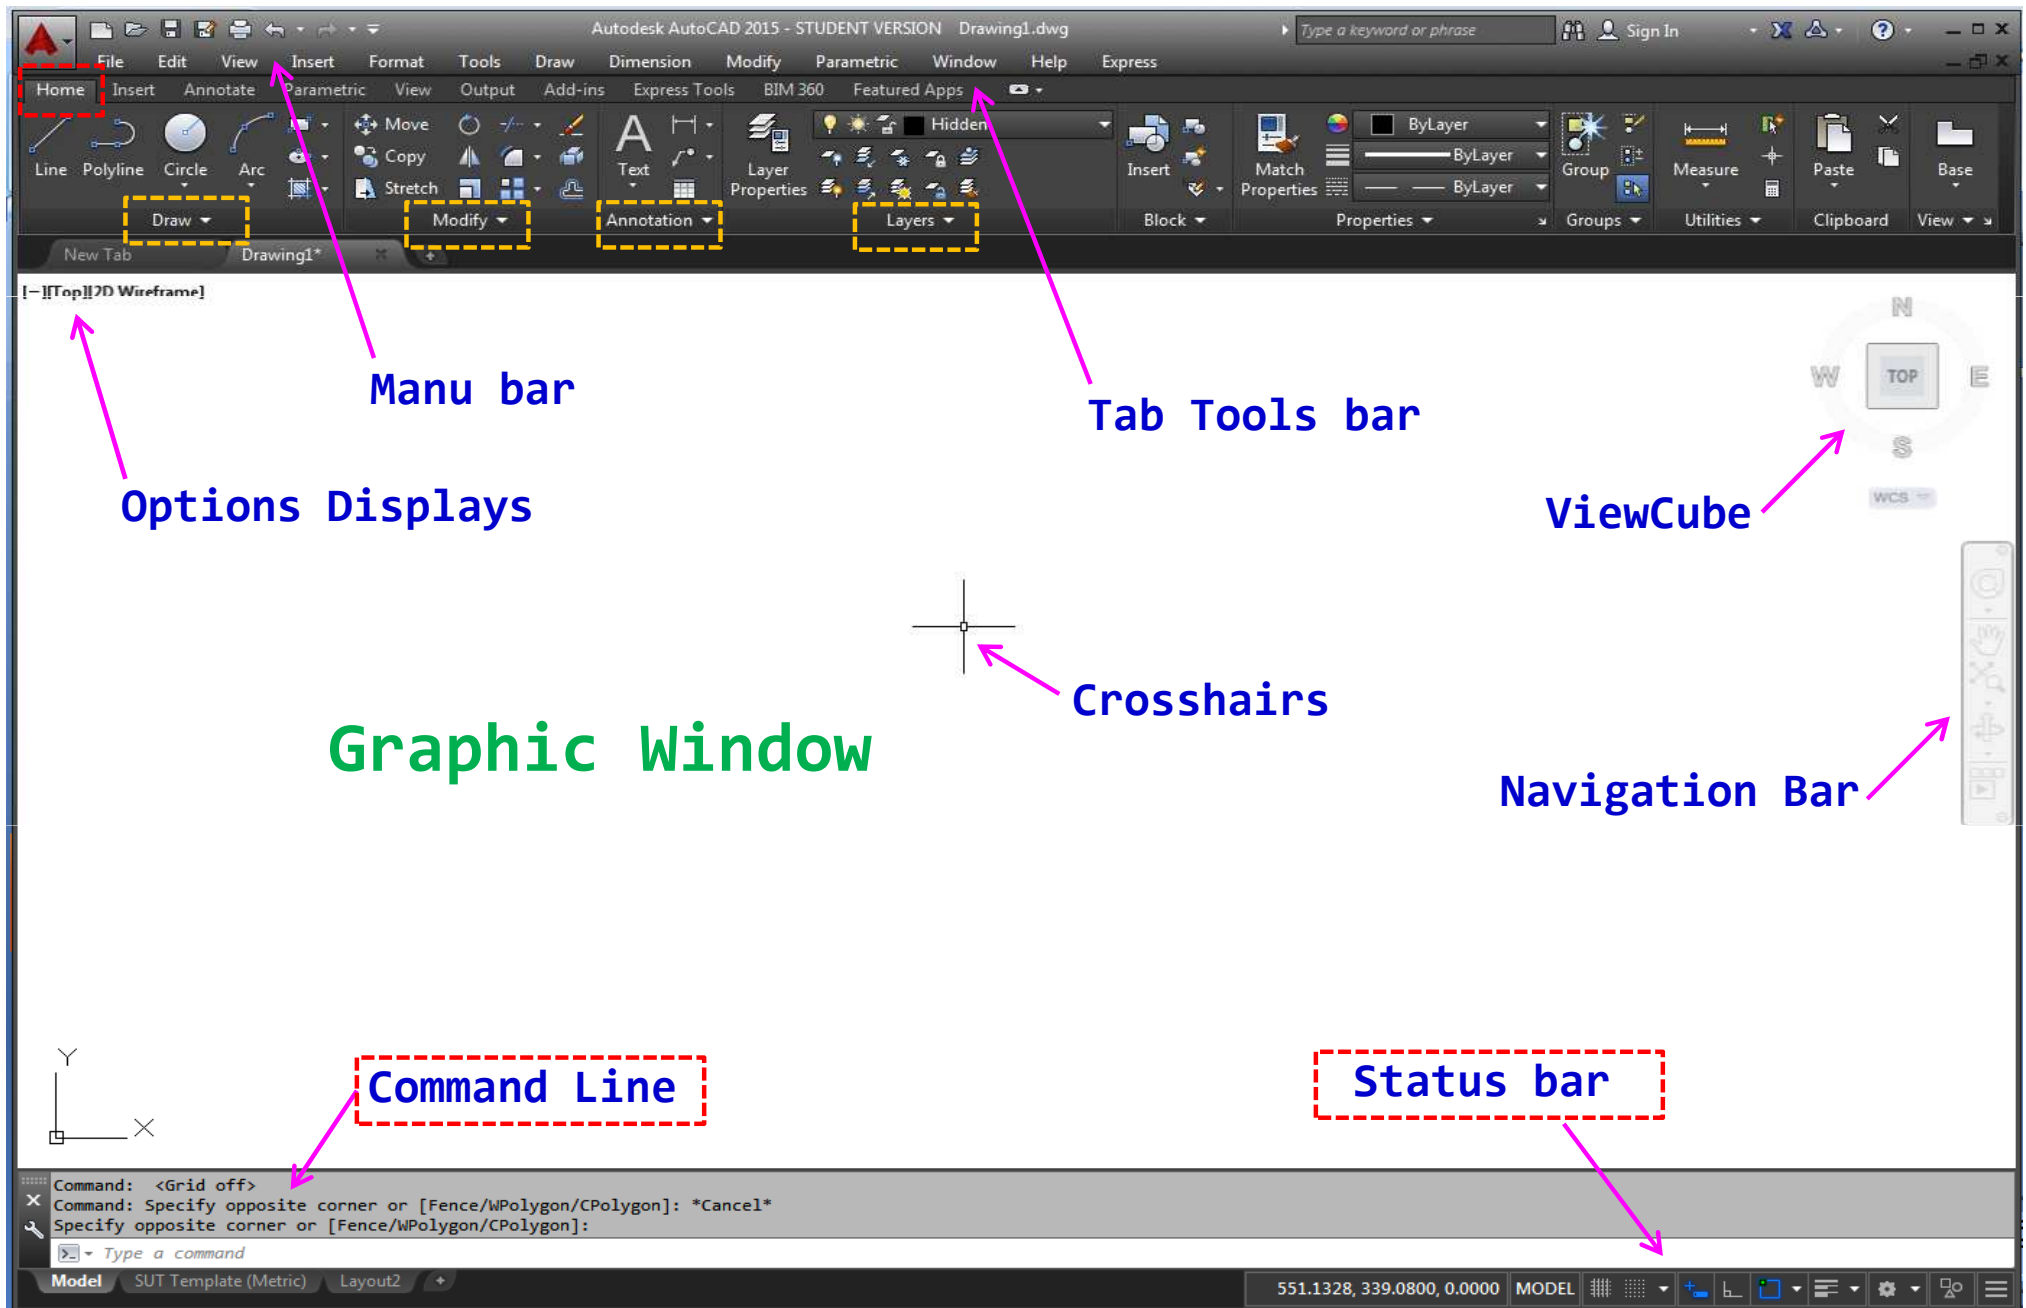 Autodesk AutoCAD 2015 - STUDENT VERSION Drawing1.dwg Type a keyword or phrase Sign In
File Edit View Insert Format Tools Draw Dimension Modify Parametric Window Help Express
Home Insert Annotate Parametric View Output Add-ins Express Tools BIM 360 Featured Apps
Move Hidden ByLayer
Copy ByLayer
Line Polyline Circle Arc Text Layer Properties Insert Match Properties Group Measure Paste Base
Stretch ByLayer
Draw Modify Annotation Layers Block Properties Groups Utilities Clipboard View
New Tab Drawing1*
[−][Top][2D Wireframe]
N
W TOP E
S
WCS
Manu bar
Tab Tools bar
Options Displays
ViewCube
Crosshairs
Graphic Window
Navigation Bar
Y
X
Command Line
Status bar
Command: <Grid off>
Command: Specify opposite corner or [Fence/WPolygon/CPolygon]: *Cancel*
Specify opposite corner or [Fence/WPolygon/CPolygon]:
Type a command
Model SUT Template (Metric) Layout2 +
551.1328, 339.0800, 0.0000 MODEL